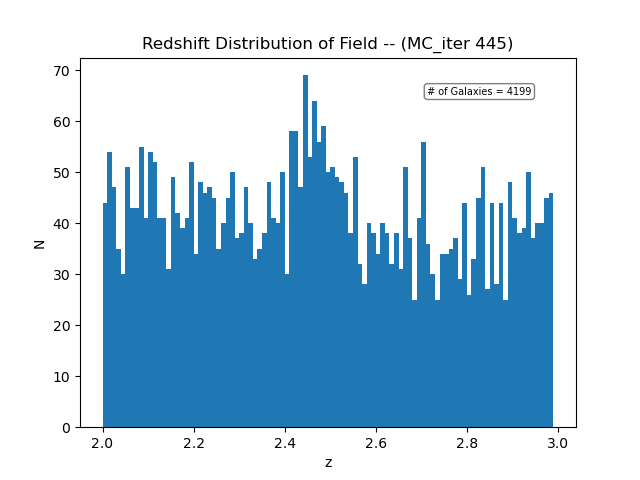 Redshift Distribution of Field -- (MC_iter 445)
# of Galaxies = 4199
70
60
50
40
30
20
10
0
N
2.0 2.2 2.4 2.6 2.8 3.0
z